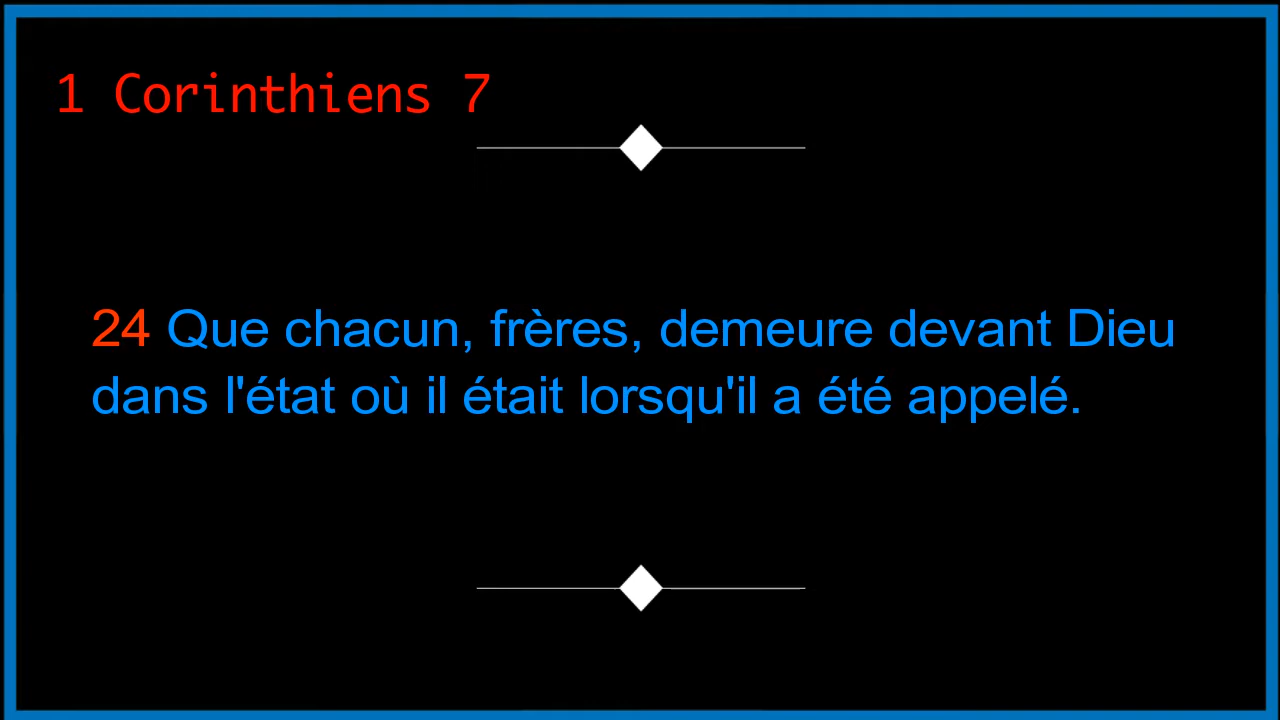 1 Corinthiens 7
24 Que chacun, frères, demeure devant Dieu
dans l'état où il était lorsqu'il a été appelé.